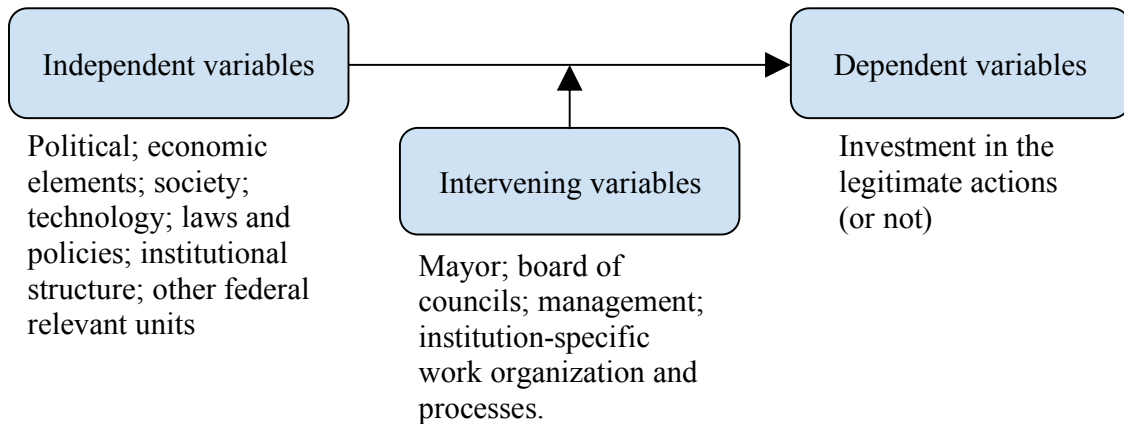 Independent variables
Political; economic
elements; society;
technology; laws and
policies; institutional
structure; other federal
relevant units
Intervening variables
Mayor; board of
councils; management;
institution-specific
work organization and
processes.
Dependent variables
Investment in the
legitimate actions
(or not)